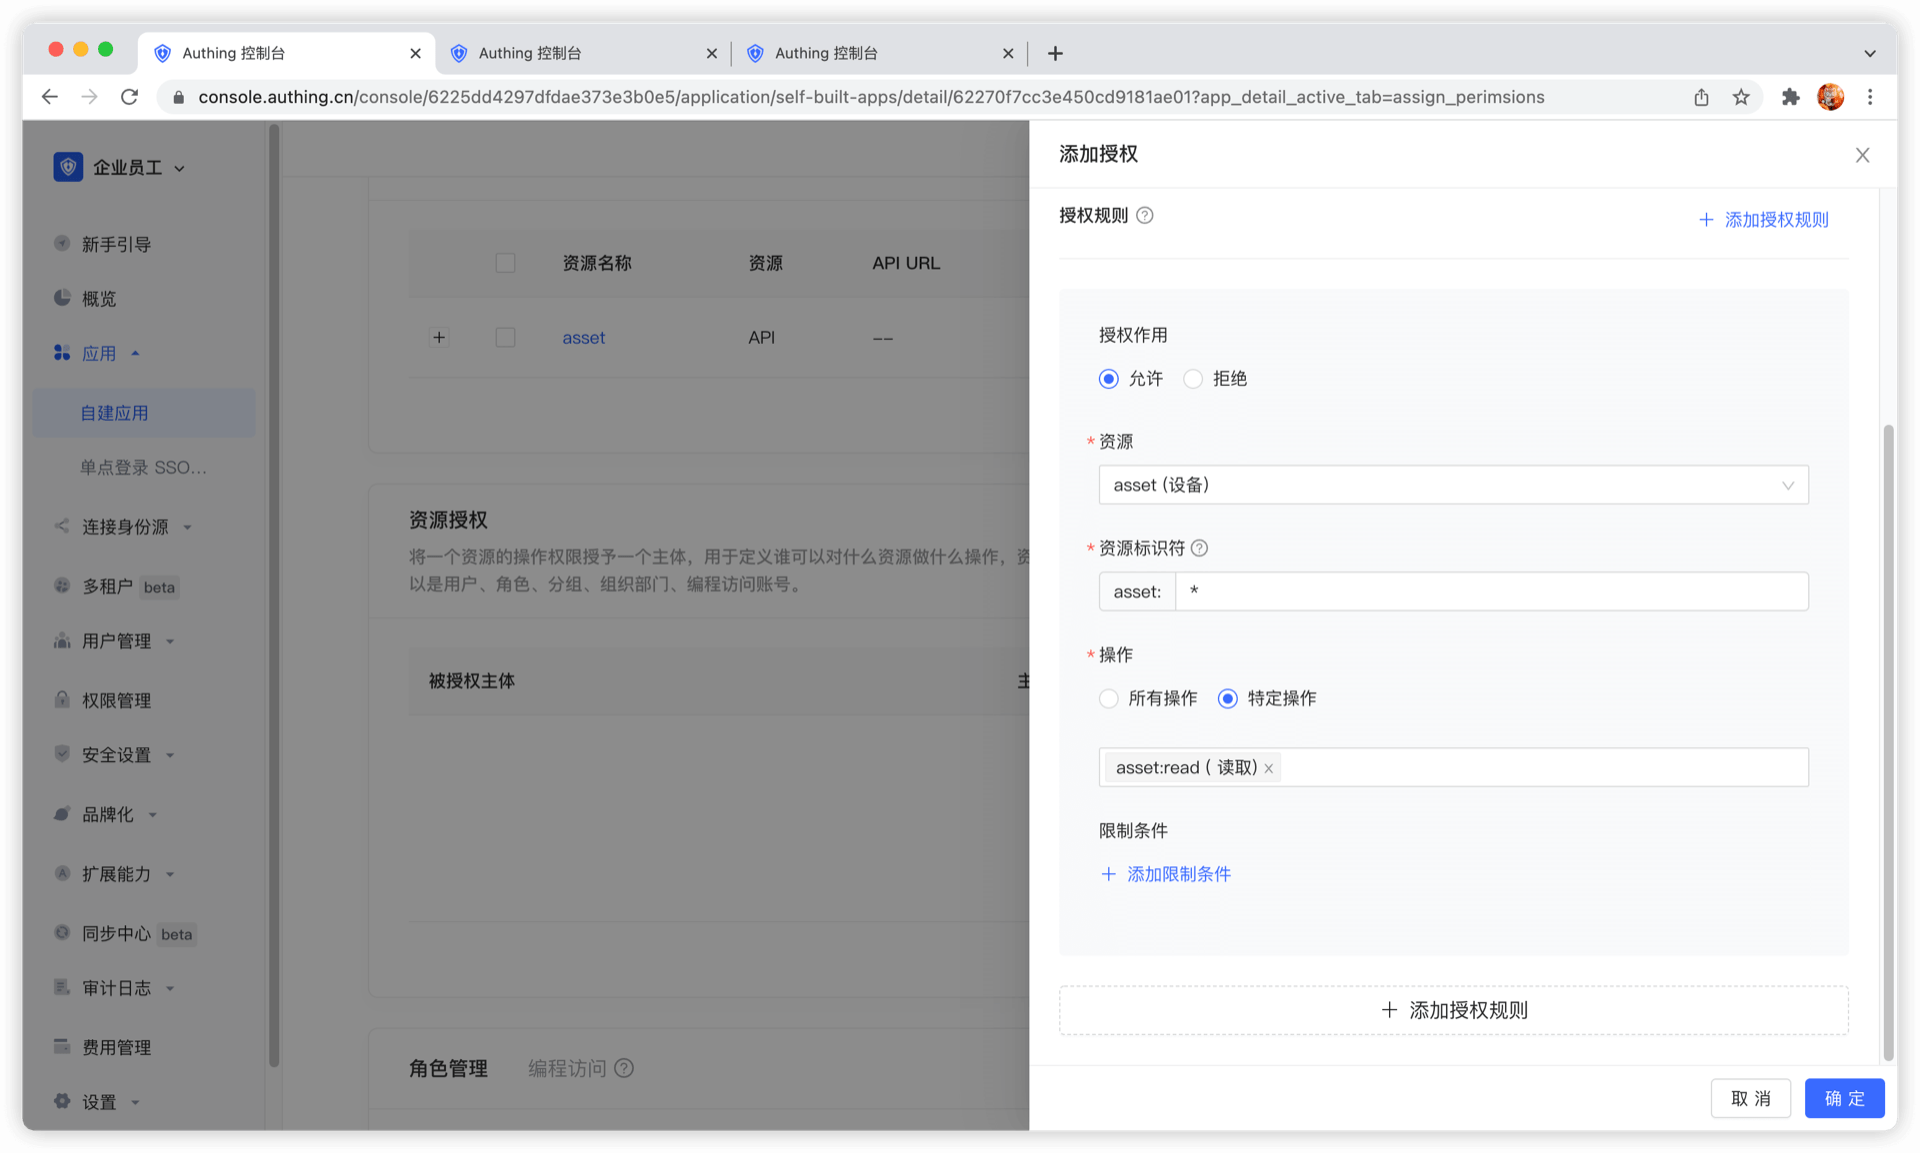 Authing 控制台
Authing 控制台
Authing 控制台
console.authing.cn/console/6225dd4297dfdae373e3b0e5/application/self-built-apps/detail/62270f7cc3e450cd9181ae01?app_detail_active_tab=assign_perimsions
企业员工
新手引导
概览
应用
自建应用
单点登录 SSO...
连接身份源
多租户 beta
用户管理
权限管理
安全设置
品牌化
扩展能力
同步中心 beta
审计日志
费用管理
设置
资源名称 资源 API URL
asset API --
资源授权
将一个资源的操作权限授予一个主体，用于定义谁可以对什么资源做什么操作，资
以是用户、角色、分组、组织部门、编程访问账号。
被授权主体 主
角色管理 编程访问
添加授权
授权规则
添加授权规则
授权作用
允许 拒绝
* 资源
asset (设备)
* 资源标识符
asset: *
* 操作
所有操作 特定操作
asset:read ( 读取)
限制条件
添加限制条件
添加授权规则
取 消 确 定